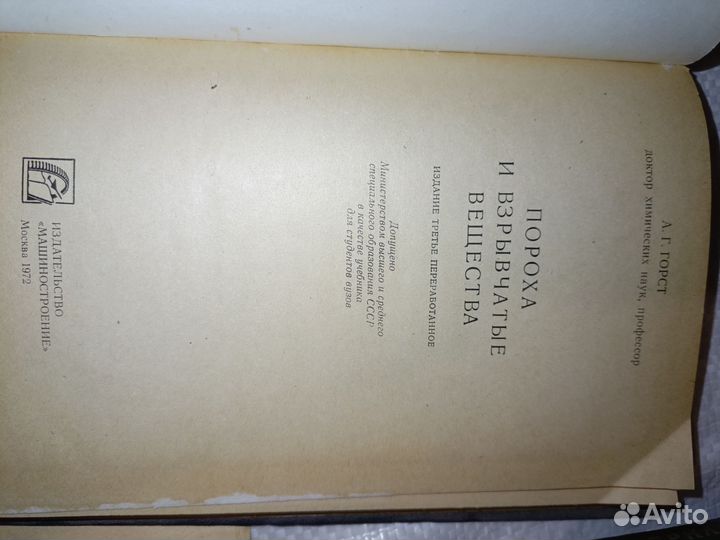 А. Г. ГОРСТ
доктор химических наук, профессор
ПОРОХА
И ВЗРЫВЧАТЫЕ
ВЕЩЕСТВА
ИЗДАНИЕ ТРЕТЬЕ ПЕРЕРАБОТАННОЕ
Допущено
Министерством высшего и среднего
специального образования СССР
в качестве учебника
для студентов вузов
ИЗДАТЕЛЬСТВО
«МАШИНОСТРОЕНИЕ»
Москва 1972
Avito